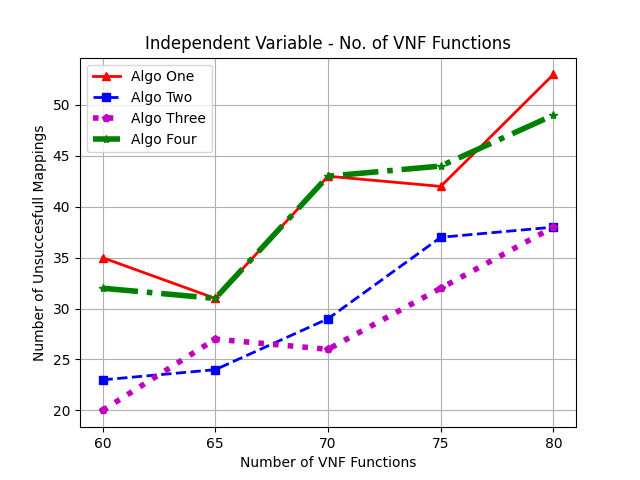 Independent Variable - No. of VNF Functions
Algo One
Algo Two
Algo Three
Algo Four
Number of Unsuccesfull Mappings
50
45
40
35
30
25
20
60 65 70 75 80
Number of VNF Functions